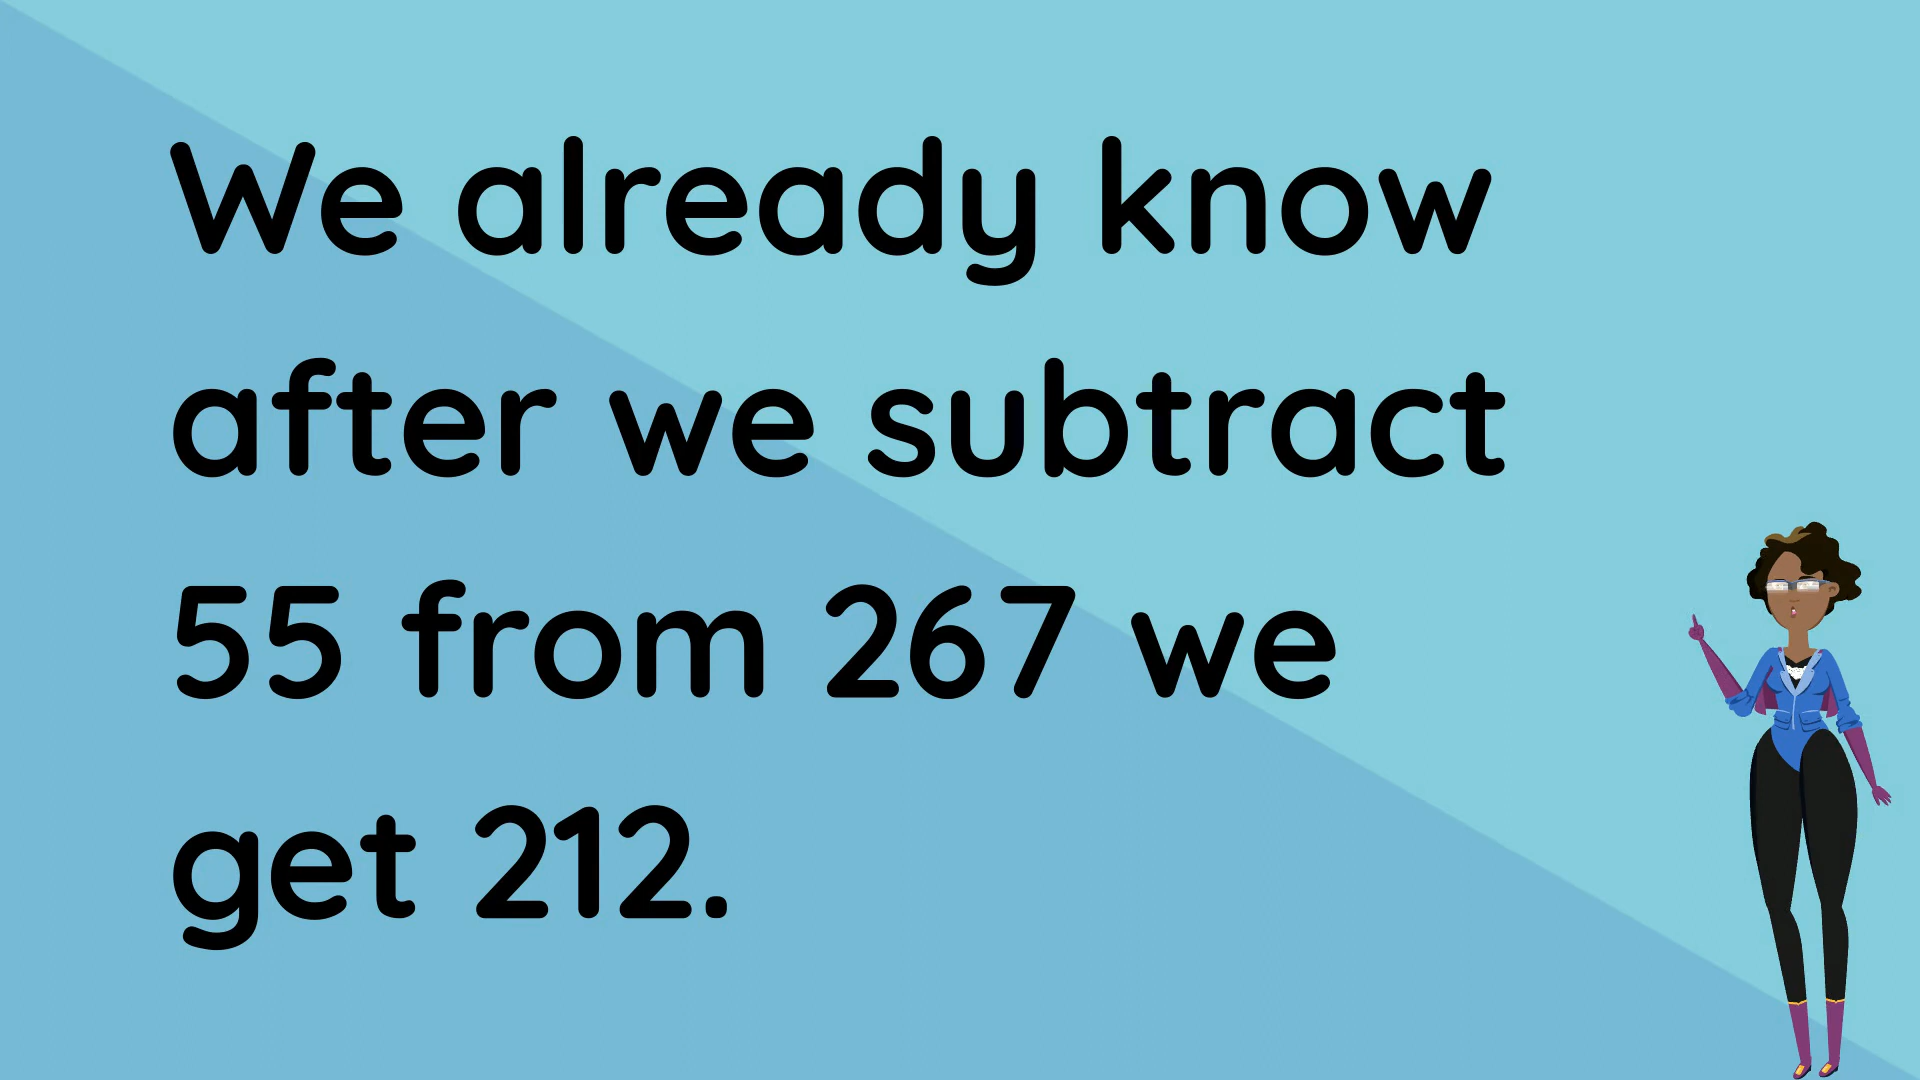 We already know
after we subtract
55 from 267 we
get 212.